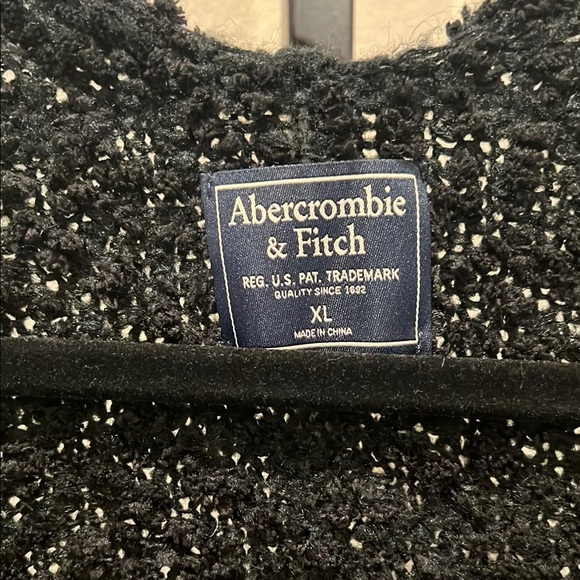 Abercrombie
& Fitch
REG. U.S. PAT. TRADEMARK
QUALITY SINCE 1892
XL
MADE IN CHINA